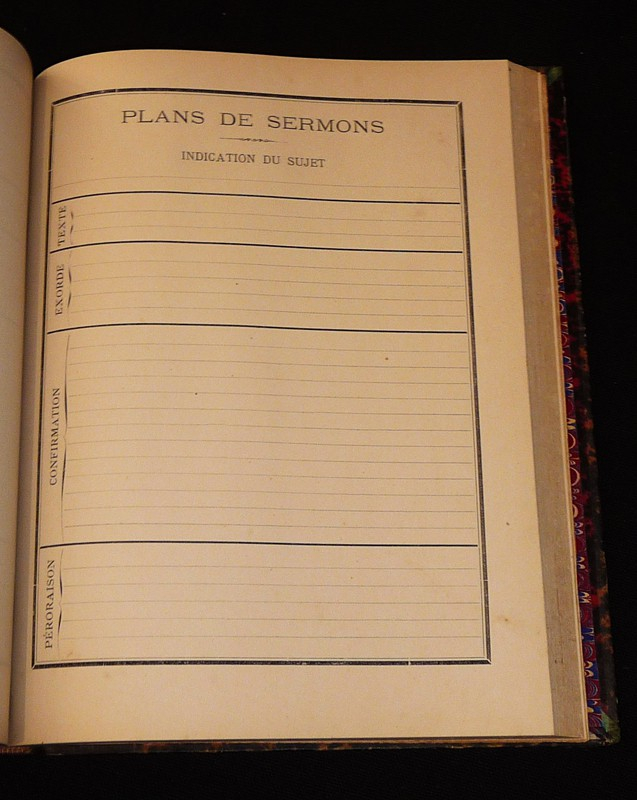 PLANS DE SERMONS
INDICATION DU SUJET
TEXTE
EXORDE
CONFIRMATION
PÉRORAISON